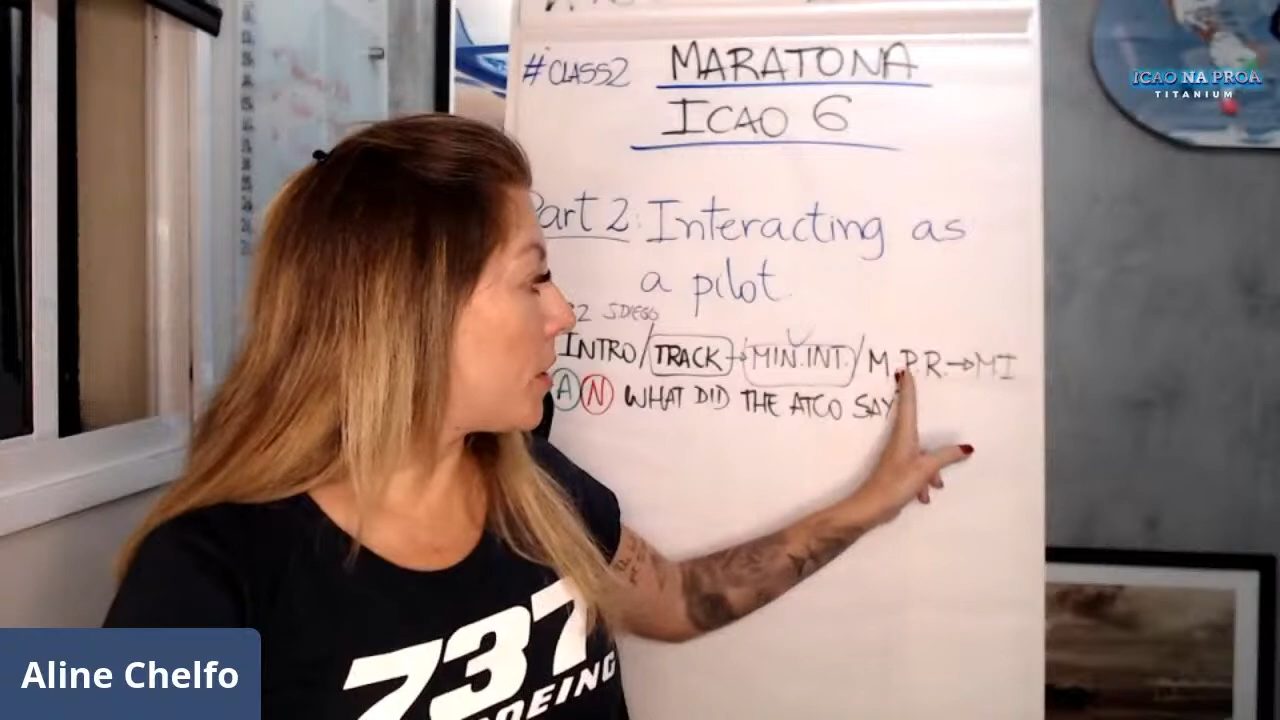 #CLASS2 MARATONA
ICAO 6
Part 2: Interacting as
a pilot
S.DIEGO
INTRO/TRACK→MIN.INT./M.P.R→MI
A N WHAT DID THE ATCO SAY
ICAO NA PROA
TITANIUM
737
BOEING
Aline Chelfo